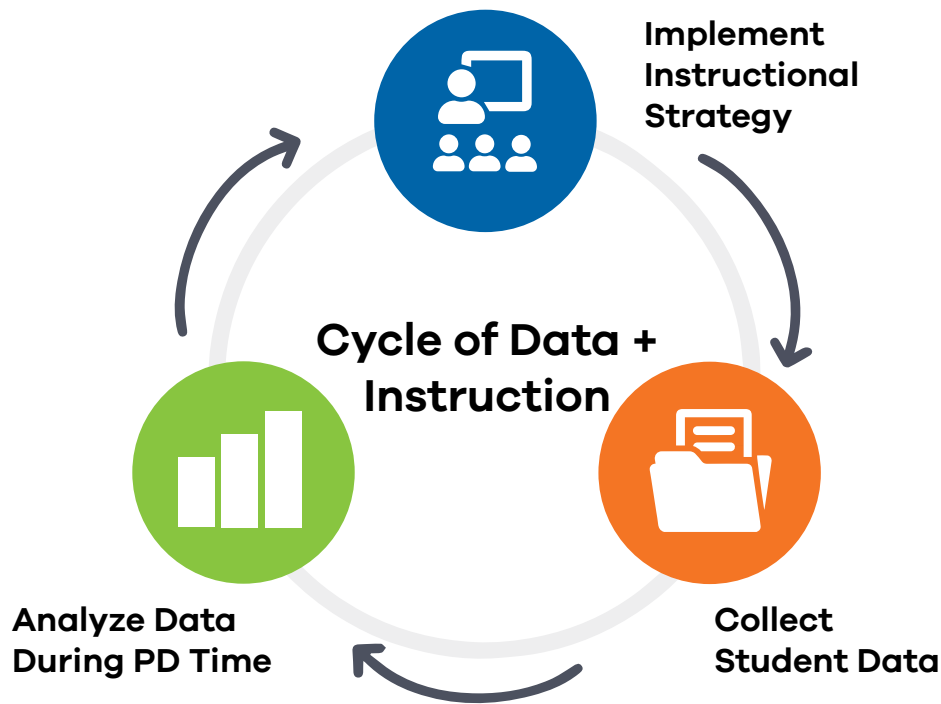 Implement
Instructional
Strategy
Cycle of Data +
Instruction
Analyze Data
During PD Time
Collect
Student Data